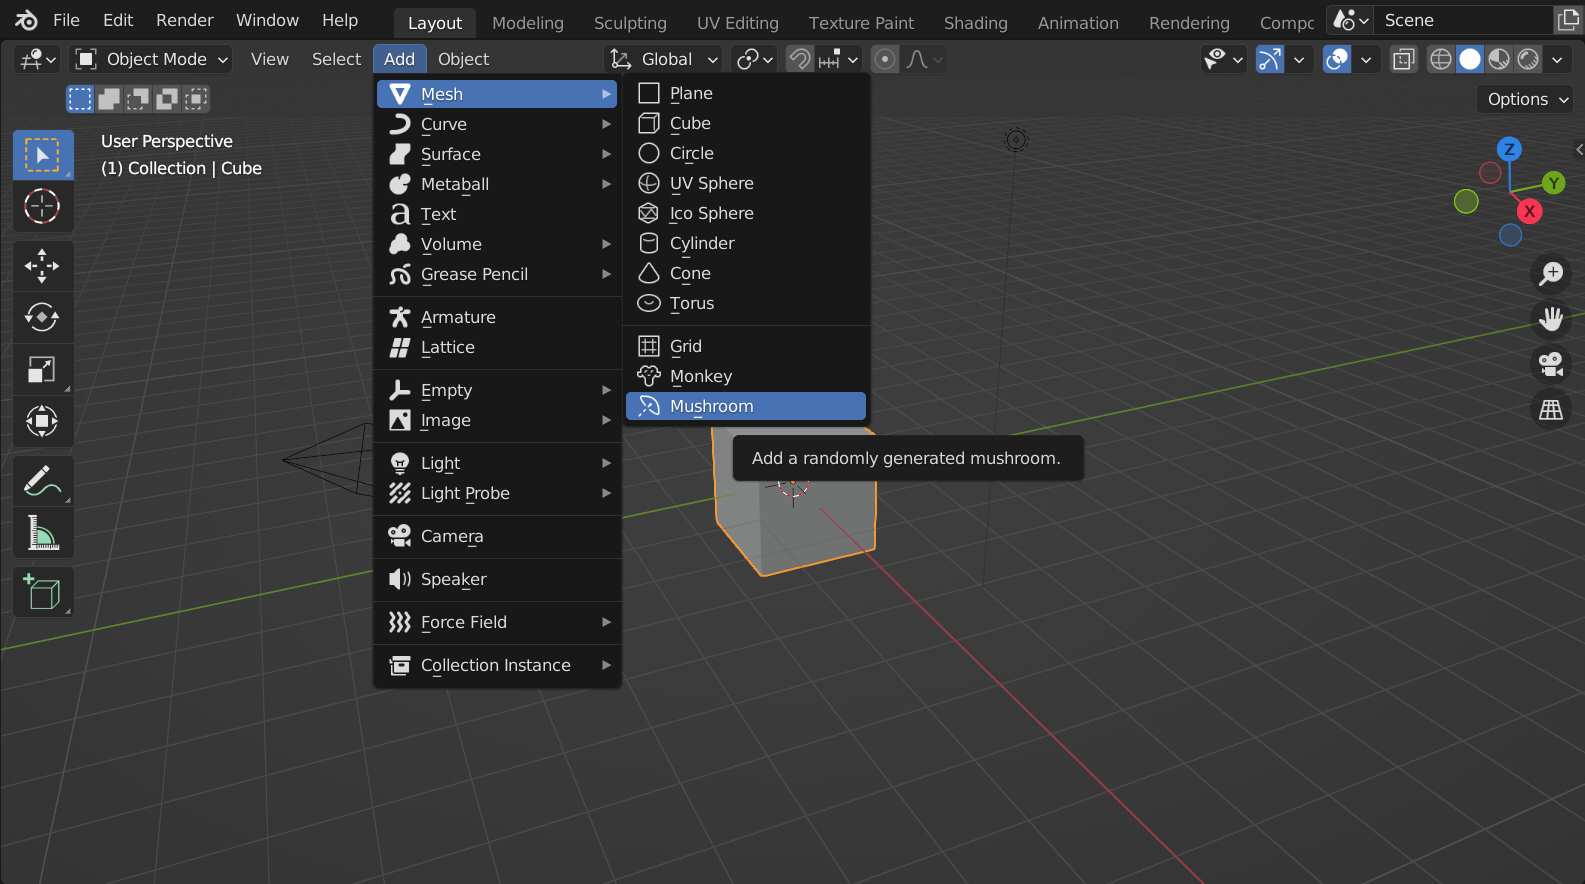 File Edit Render Window Help Layout Modeling Sculpting UV Editing Texture Paint Shading Animation Rendering Compc Scene
Object Mode View Select Add Object Global
Options
User Perspective
(1) Collection | Cube
Mesh
Curve
Surface
Metaball
Text
Volume
Grease Pencil
Armature
Lattice
Empty
Image
Light
Light Probe
Camera
Speaker
Force Field
Collection Instance
Plane
Cube
Circle
UV Sphere
Ico Sphere
Cylinder
Cone
Torus
Grid
Monkey
Mushroom
Add a randomly generated mushroom.
Z
Y
X